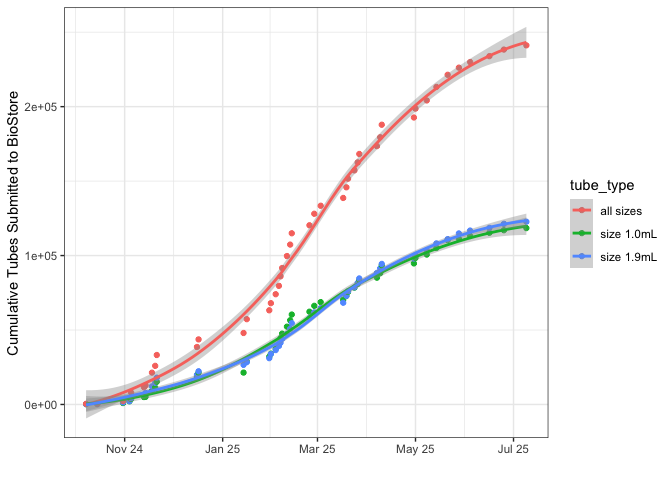 Cumulative Tubes Submitted to BioStore
2e+05
1e+05
0e+00
Nov 24
Jan 25
Mar 25
May 25
Jul 25
tube_type
all sizes
size 1.0mL
size 1.9mL